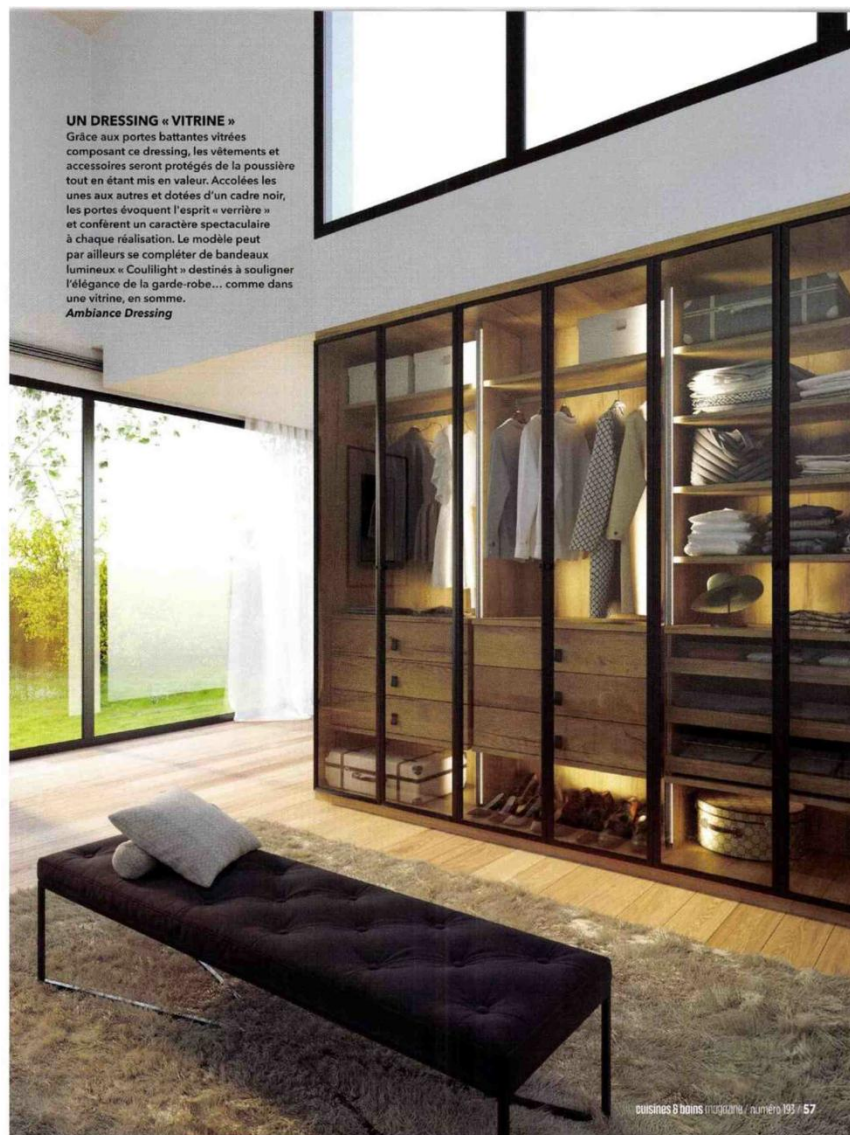 UN DRESSING « VITRINE »
Grâce aux portes battantes vitrées
composant ce dressing, les vêtements et
accessoires seront protégés de la poussière
tout en étant mis en valeur. Accolées les
unes aux autres et dotées d'un cadre noir,
les portes évoquent l'esprit « verrière »
et confèrent un caractère spectaculaire
à chaque réalisation. Le modèle peut
par ailleurs se compléter de bandeaux
lumineux « Coulilight » destinés à souligner
l'élégance de la garde-robe... comme dans
une vitrine, en somme.
Ambiance Dressing
cuisines & bains magazine / numéro 193 / 57